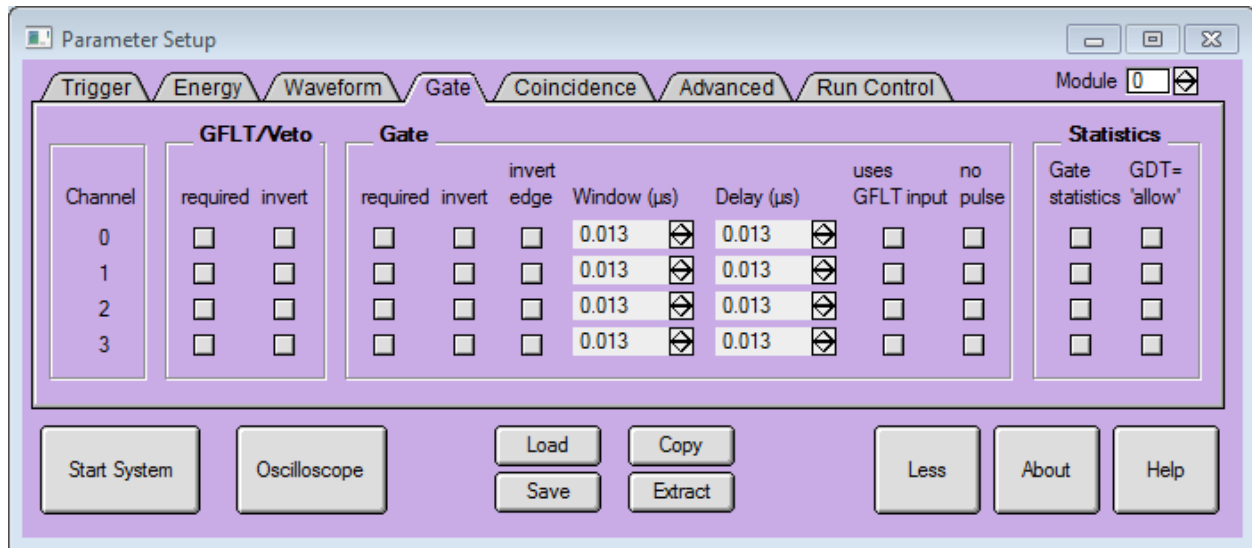 Parameter Setup
Trigger Energy Waveform Gate Coincidence Advanced Run Control Module 0
GFLT/Veto Gate Statistics
invert uses no Gate GDT=
Channel required invert required invert edge Window (µs) Delay (µs) GFLT input pulse statistics 'allow'
0 0.013 0.013
1 0.013 0.013
2 0.013 0.013
3 0.013 0.013
Load Copy
Start System Oscilloscope Less About Help
Save Extract